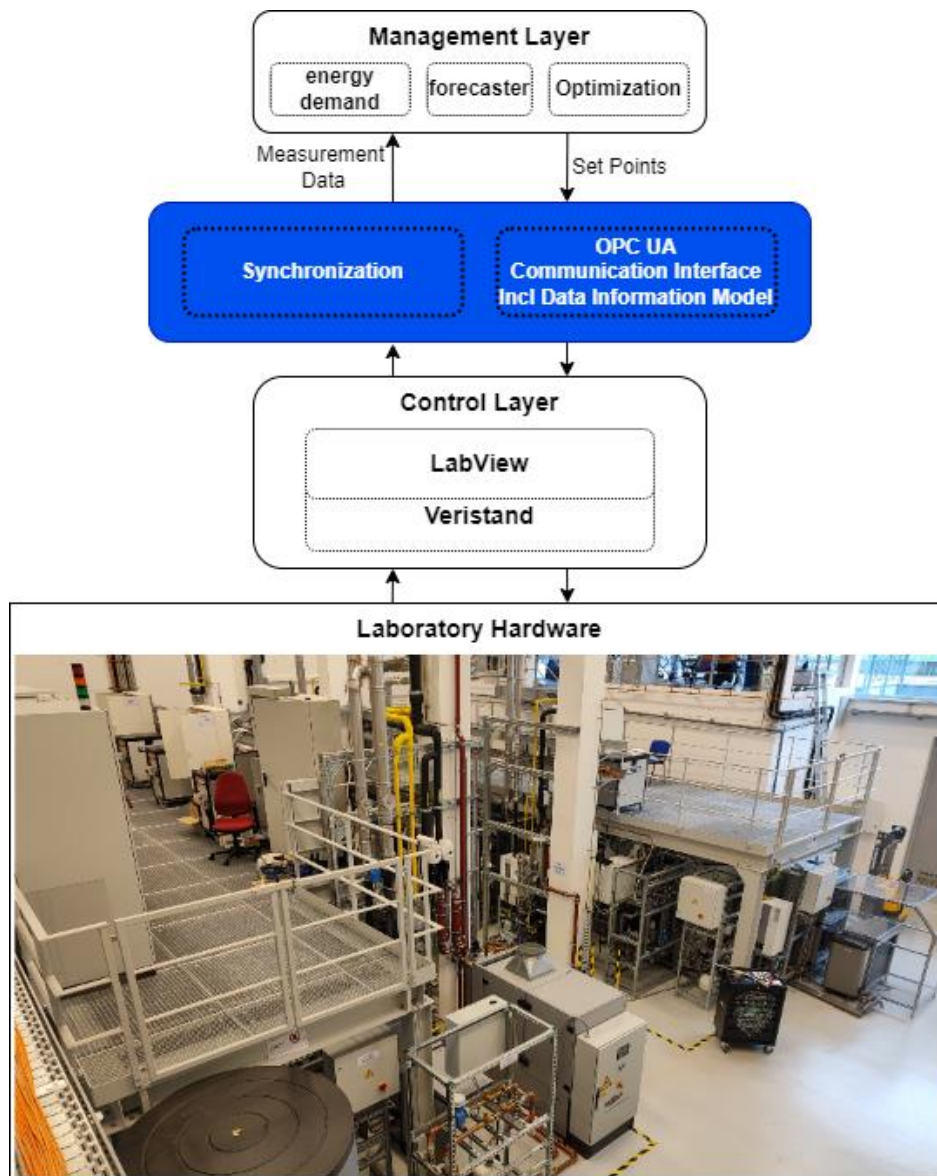 Management Layer
energy
demand
forecaster
Optimization
Measurement
Data
Set Points
Synchronization
OPC UA
Communication Interface
Incl Data Information Model
Control Layer
LabView
Veristand
Laboratory Hardware